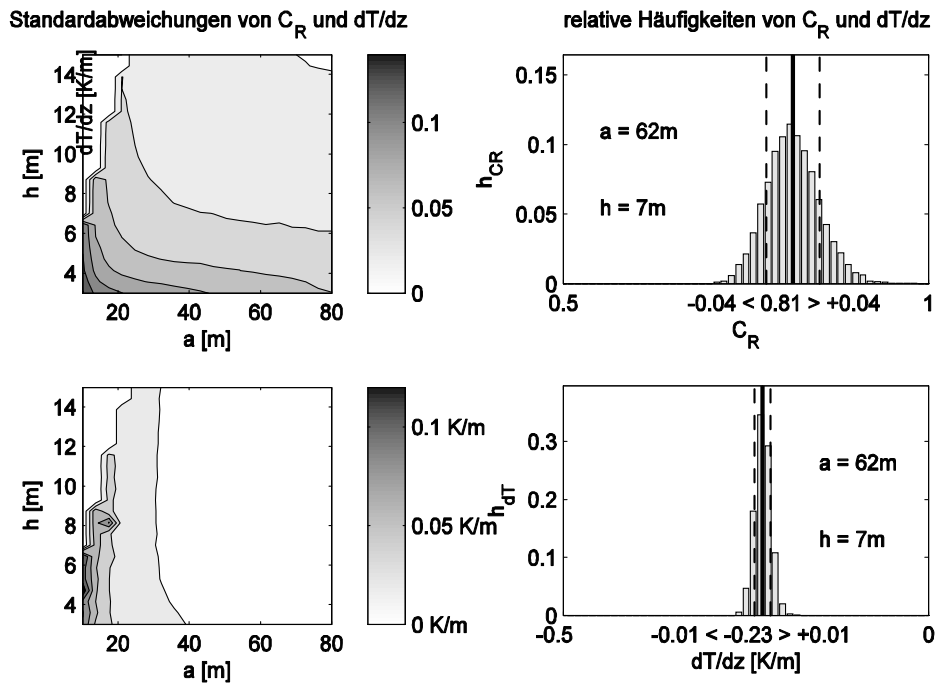 Standardabweichungen von C_R und dT/dz
relative Häufigkeiten von C_R und dT/dz
dT/dz [K/m]
h [m]
14
12
10
8
6
4
20 40 60 80
a [m]
0.1
0.05
0
h_CR
0.15
0.1
0.05
0
a = 62m
h = 7m
0.5 -0.04 < 0.81 > +0.04 1
C_R
h [m]
14
12
10
8
6
4
20 40 60 80
a [m]
0.1 K/m
0.05 K/m
0 K/m
h_dT
0.3
0.2
0.1
0
a = 62m
h = 7m
-0.5 -0.01 < -0.23 > +0.01 0
dT/dz [K/m]